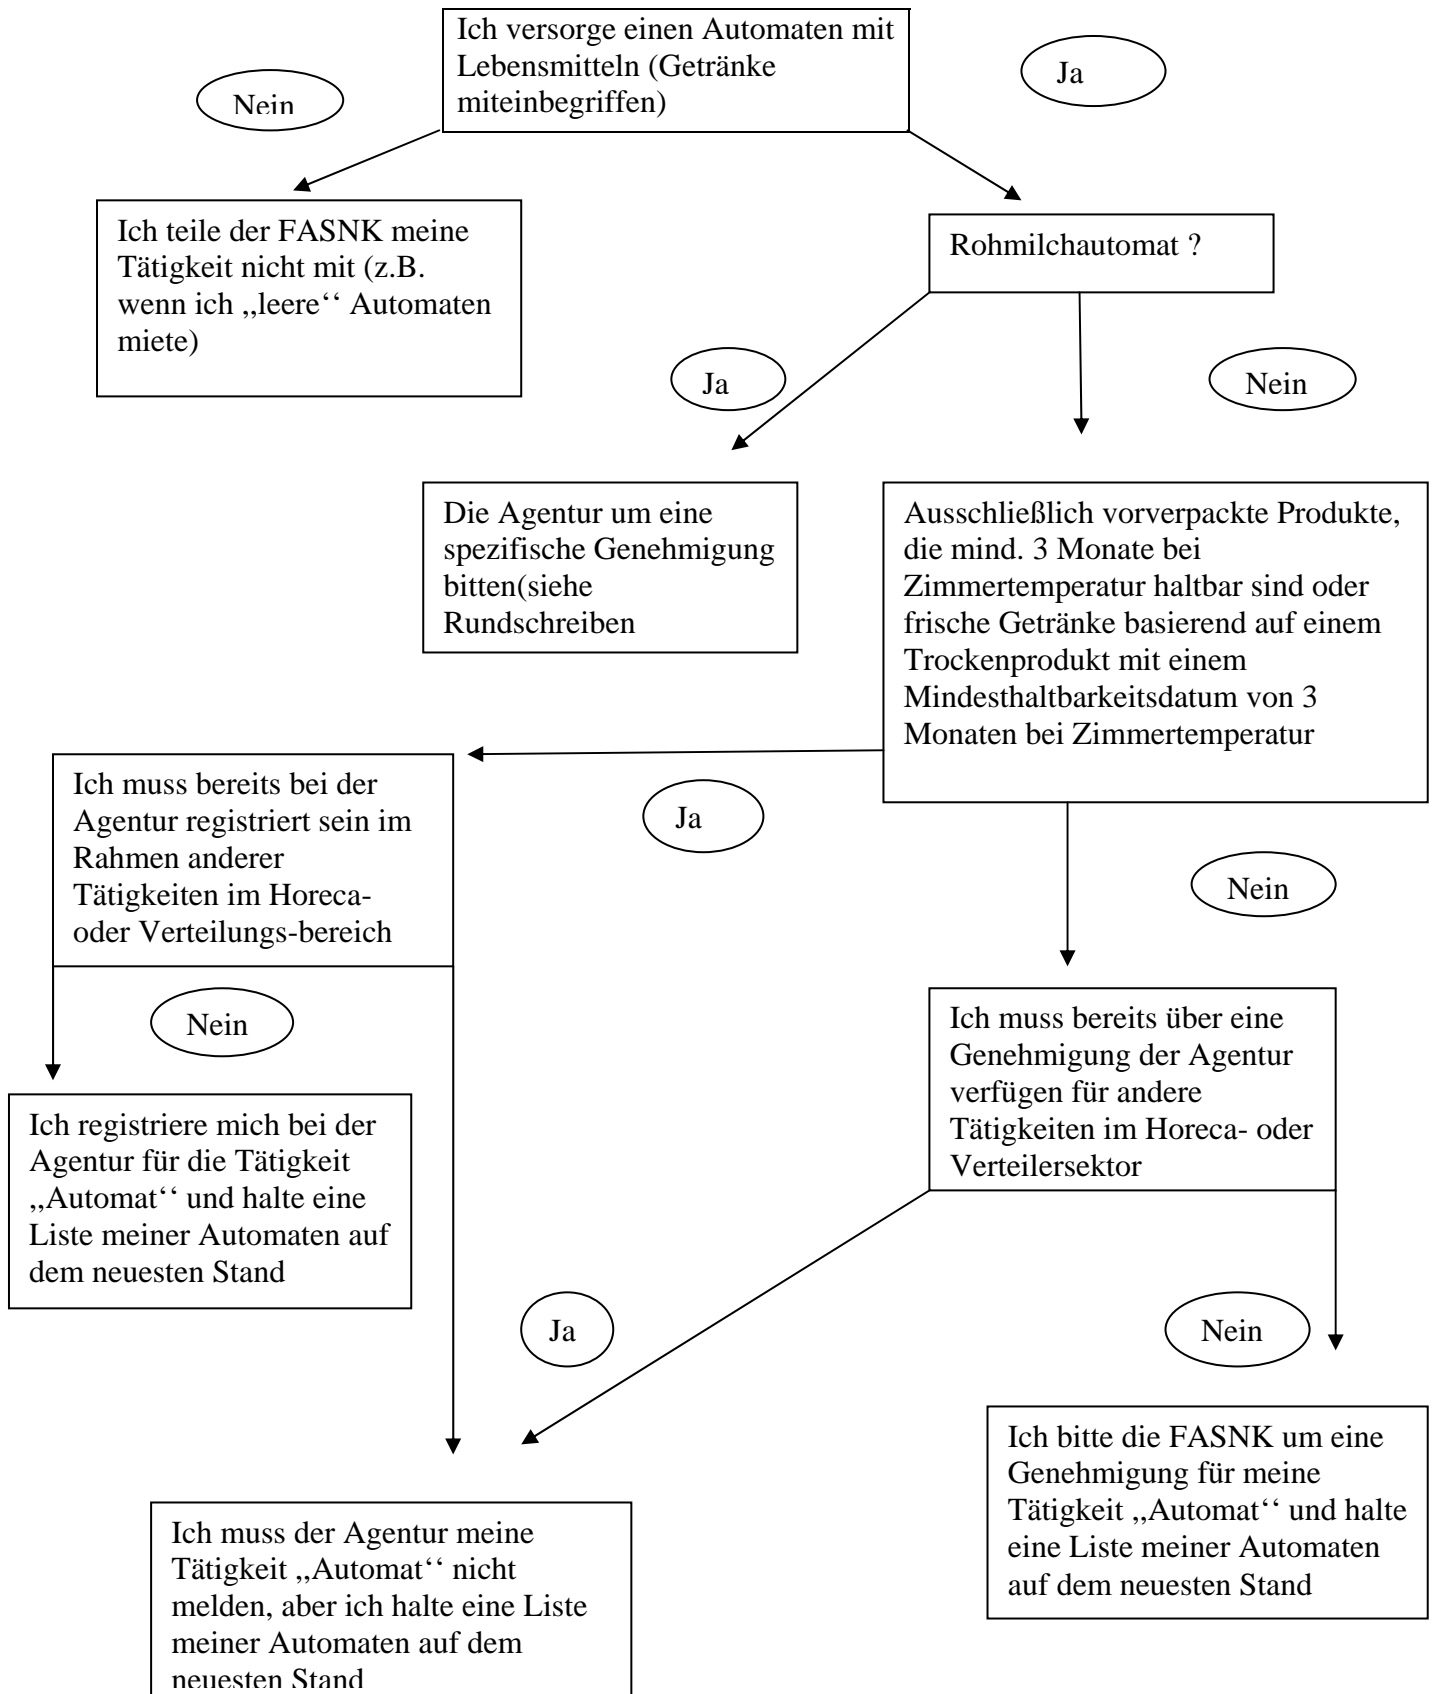 Ich versorge einen Automaten mit
Lebensmitteln (Getränke
miteinbegriffen)
Ja
Nein
Ich teile der FASNK meine
Tätigkeit nicht mit (z.B.
wenn ich ,,leere‘‘ Automaten
miete)
Rohmilchautomat ?
Ja
Nein
Die Agentur um eine
spezifische Genehmigung
bitten(siehe
Rundschreiben
Ausschließlich vorverpackte Produkte,
die mind. 3 Monate bei
Zimmertemperatur haltbar sind oder
frische Getränke basierend auf einem
Trockenprodukt mit einem
Mindesthaltbarkeitsdatum von 3
Monaten bei Zimmertemperatur
Ich muss bereits bei der
Agentur registriert sein im
Rahmen anderer
Tätigkeiten im Horeca-
oder Verteilungs-bereich
Ja
Nein
Nein
Ich muss bereits über eine
Genehmigung der Agentur
verfügen für andere
Tätigkeiten im Horeca- oder
Verteilersektor
Ich registriere mich bei der
Agentur für die Tätigkeit
,,Automat‘‘ und halte eine
Liste meiner Automaten auf
dem neuesten Stand
Ja
Nein
Ich bitte die FASNK um eine
Genehmigung für meine
Tätigkeit ,,Automat‘‘ und halte
eine Liste meiner Automaten
auf dem neuesten Stand
Ich muss der Agentur meine
Tätigkeit ,,Automat‘‘ nicht
melden, aber ich halte eine Liste
meiner Automaten auf dem
neuesten Stand